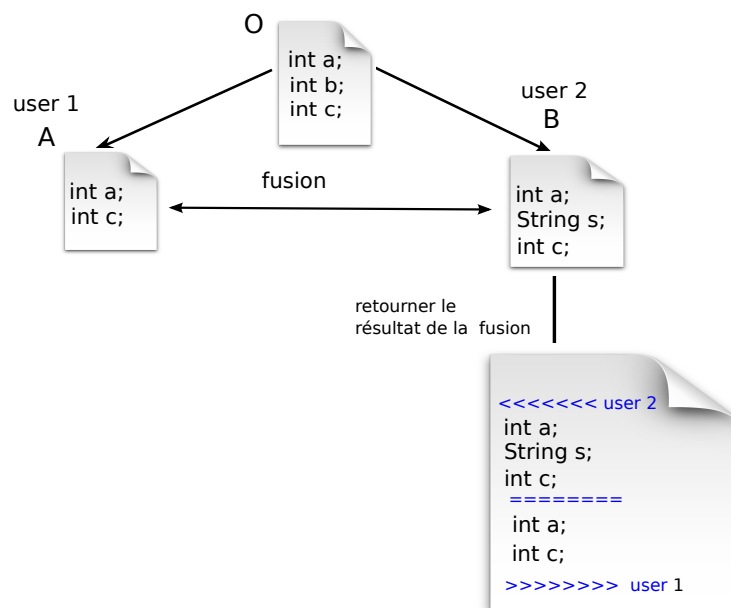 O
int a;
int b;
int c;
user 1
A
user 2
B
int a;
int c;
fusion
int a;
String s;
int c;
retourner le
résultat de la fusion
<<<<<<< user 2
int a;
String s;
int c;
========
int a;
int c;
>>>>>>>> user 1